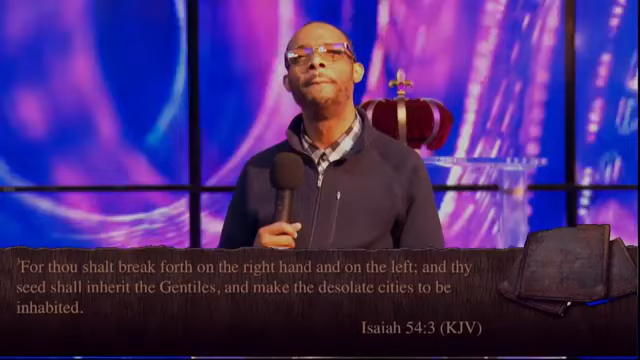 'For thou shalt break forth on the right hand and on the left; and thy
seed shall inherit the Gentiles, and make the desolate cities to be
inhabited.
Isaiah 54:3 (KJV)